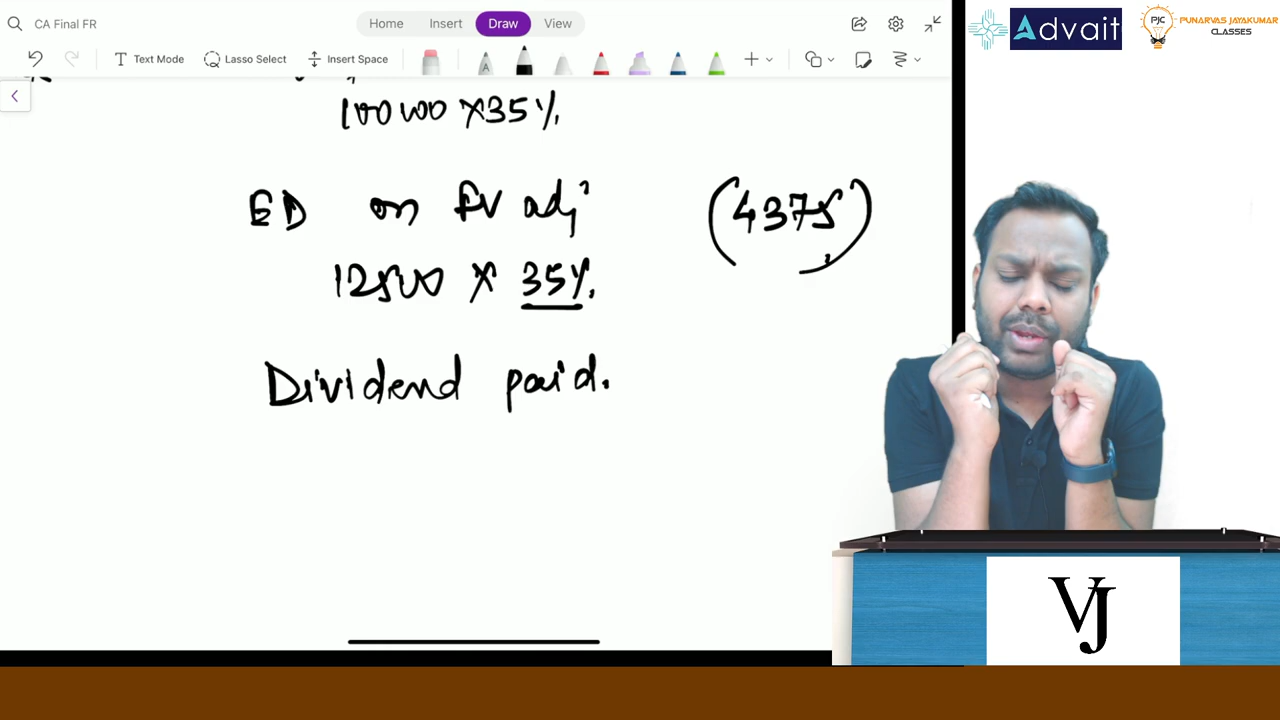 CA Final FR
Home Insert Draw View
Text Mode Lasso Select Insert Space
Advait
PJC PUNARVAS JAYAKUMAR CLASSES
100000 X 35%
ED on FV adj (4375)
12500 X 35%.
Dividend paid.
VJ